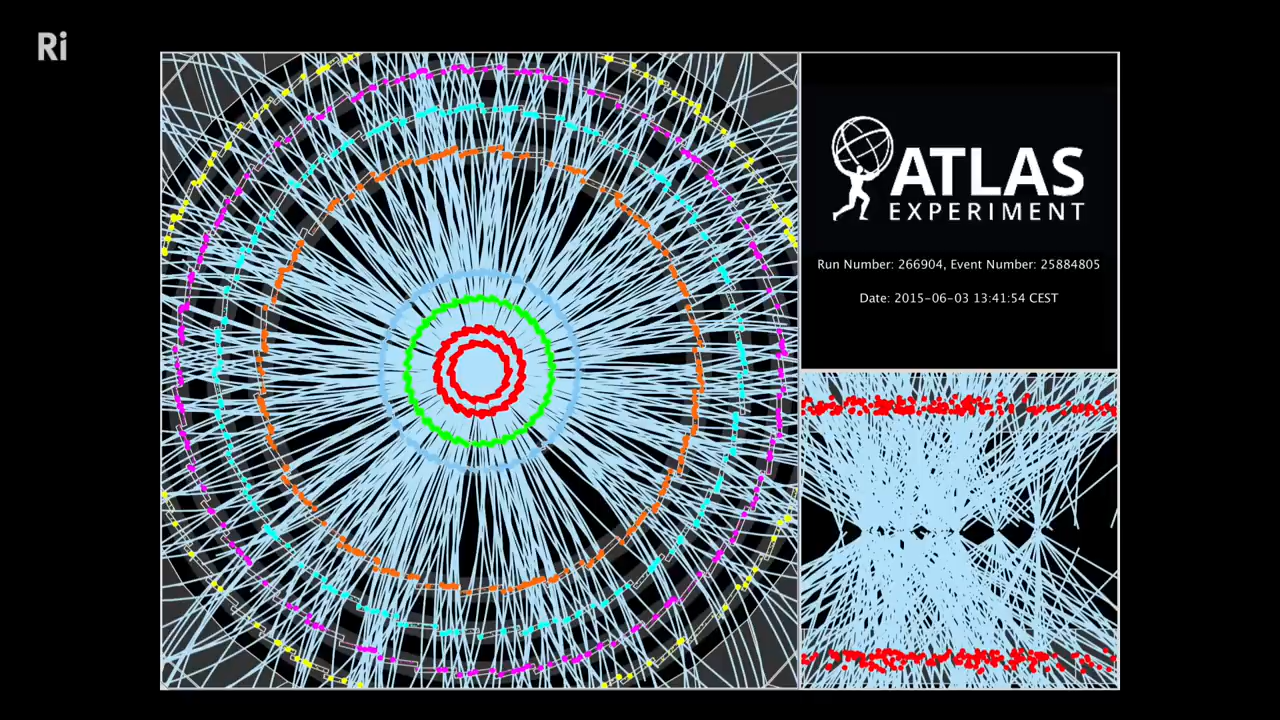 Ri
ATLAS
EXPERIMENT
Run Number: 266904, Event Number: 25884805
Date: 2015-06-03 13:41:54 CEST